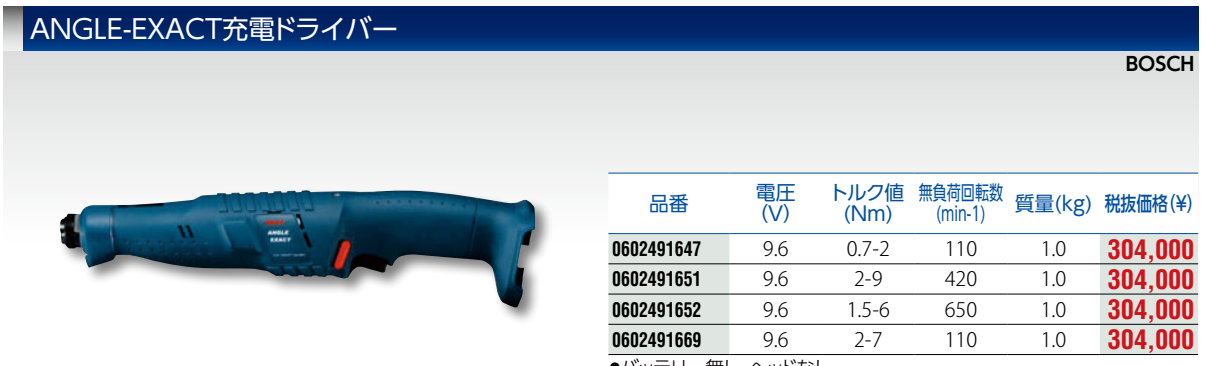 ANGLE-EXACT充電ドライバー
BOSCH
ANGLE
EXACT
品番 電圧(V) トルク値(Nm) 無負荷回転数(min-1) 質量(kg) 税抜価格(¥)
0602491647 9.6 0.7-2 110 1.0 304,000
0602491651 9.6 2-9 420 1.0 304,000
0602491652 9.6 1.5-6 650 1.0 304,000
0602491669 9.6 2-7 110 1.0 304,000